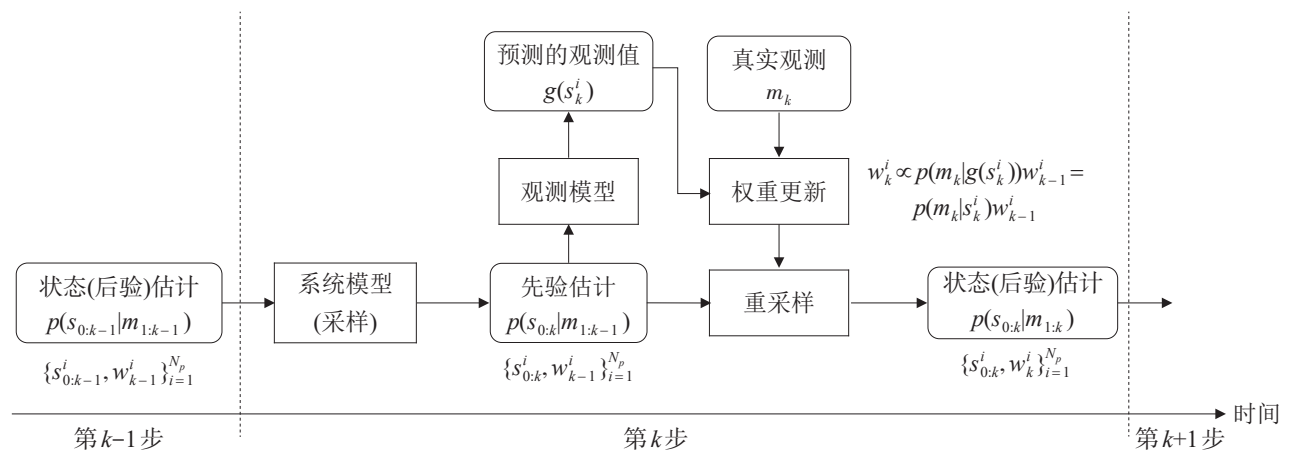 预测的观测值
g(s_k^i)
真实观测
m_k
观测模型
权重更新
w_k^i ∝ p(m_k|g(s_k^i))w_{k-1}^i =
p(m_k|s_k^i)w_{k-1}^i
状态(后验)估计
p(s_{0:k-1}|m_{1:k-1})
{s_{0:k-1}^i, w_{k-1}^i}_{i=1}^{N_p}
系统模型
(采样)
先验估计
p(s_{0:k}|m_{1:k-1})
{s_{0:k}^i, w_{k-1}^i}_{i=1}^{N_p}
重采样
状态(后验)估计
p(s_{0:k}|m_{1:k})
{s_{0:k}^i, w_k^i}_{i=1}^{N_p}
时间
第k-1步
第k步
第k+1步